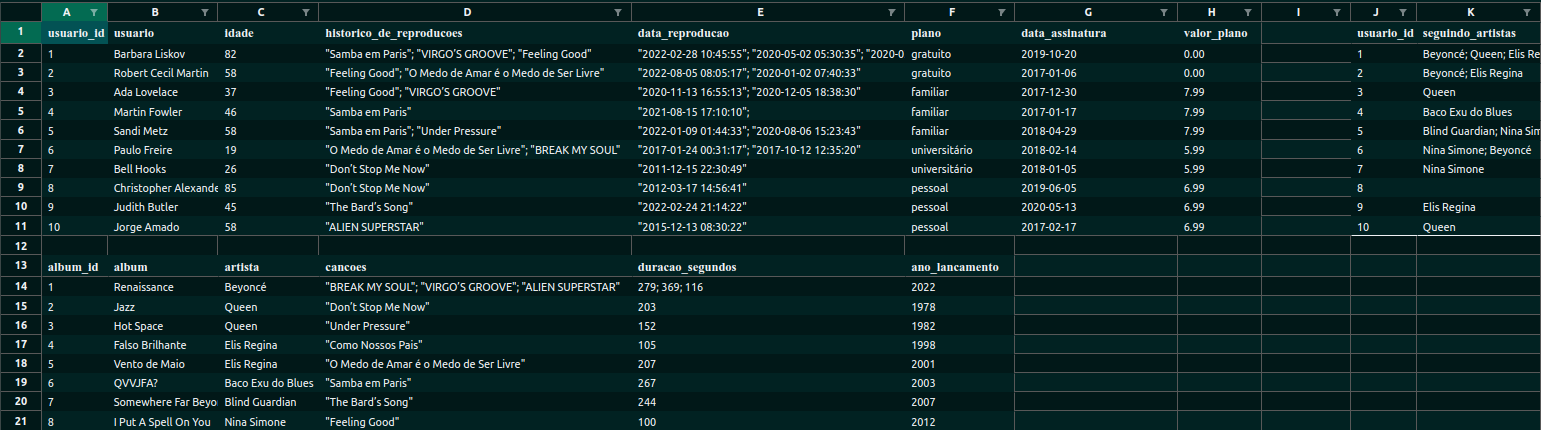 A B C D E F G H I J K
1 usuario_id usuario idade historico_de_reproducoes data_reproducao plano data_assinatura valor_plano usuario_id seguindo_artistas
2 1 Barbara Liskov 82 "Samba em Paris"; "VIRGO'S GROOVE"; "Feeling Good" "2022-02-28 10:45:55"; "2020-05-02 05:30:35"; "2020-0 gratuito 2019-10-20 0.00 1 Beyoncé; Queen; Elis Re
3 2 Robert Cecil Martin 58 "Feeling Good"; "O Medo de Amar é o Medo de Ser Livre" "2022-08-05 08:05:17"; "2020-01-02 07:40:33" gratuito 2017-01-06 0.00 2 Beyoncé; Elis Regina
4 3 Ada Lovelace 37 "Feeling Good"; "VIRGO'S GROOVE" "2020-11-13 16:55:13"; "2020-12-05 18:38:30" familiar 2017-12-30 7.99 3 Queen
5 4 Martin Fowler 46 "Samba em Paris" "2021-08-15 17:10:10"; familiar 2017-01-17 7.99 4 Baco Exu do Blues
6 5 Sandi Metz 58 "Samba em Paris"; "Under Pressure" "2022-01-09 01:44:33"; "2020-08-06 15:23:43" familiar 2018-04-29 7.99 5 Blind Guardian; Nina Sim
7 6 Paulo Freire 19 "O Medo de Amar é o Medo de Ser Livre"; "BREAK MY SOUL" "2017-01-24 00:31:17"; "2017-10-12 12:35:20" universitário 2018-02-14 5.99 6 Nina Simone; Beyoncé
8 7 Bell Hooks 26 "Don't Stop Me Now" "2011-12-15 22:30:49" universitário 2018-01-05 5.99 7 Nina Simone
9 8 Christopher Alexande 85 "Don't Stop Me Now" "2012-03-17 14:56:41" pessoal 2019-06-05 6.99 8
10 9 Judith Butler 45 "The Bard's Song" "2022-02-24 21:14:22" pessoal 2020-05-13 6.99 9 Elis Regina
11 10 Jorge Amado 58 "ALIEN SUPERSTAR" "2015-12-13 08:30:22" pessoal 2017-02-17 6.99 10 Queen
12
13 album_id album artista cancoes duracao_segundos ano_lancamento
14 1 Renaissance Beyoncé "BREAK MY SOUL"; "VIRGO'S GROOVE"; "ALIEN SUPERSTAR" 279; 369; 116 2022
15 2 Jazz Queen "Don't Stop Me Now" 203 1978
16 3 Hot Space Queen "Under Pressure" 152 1982
17 4 Falso Brilhante Elis Regina "Como Nossos Pais" 105 1998
18 5 Vento de Maio Elis Regina "O Medo de Amar é o Medo de Ser Livre" 207 2001
19 6 QVVJFA? Baco Exu do Blues "Samba em Paris" 267 2003
20 7 Somewhere Far Beyo Blind Guardian "The Bard's Song" 244 2007
21 8 I Put A Spell On You Nina Simone "Feeling Good" 100 2012